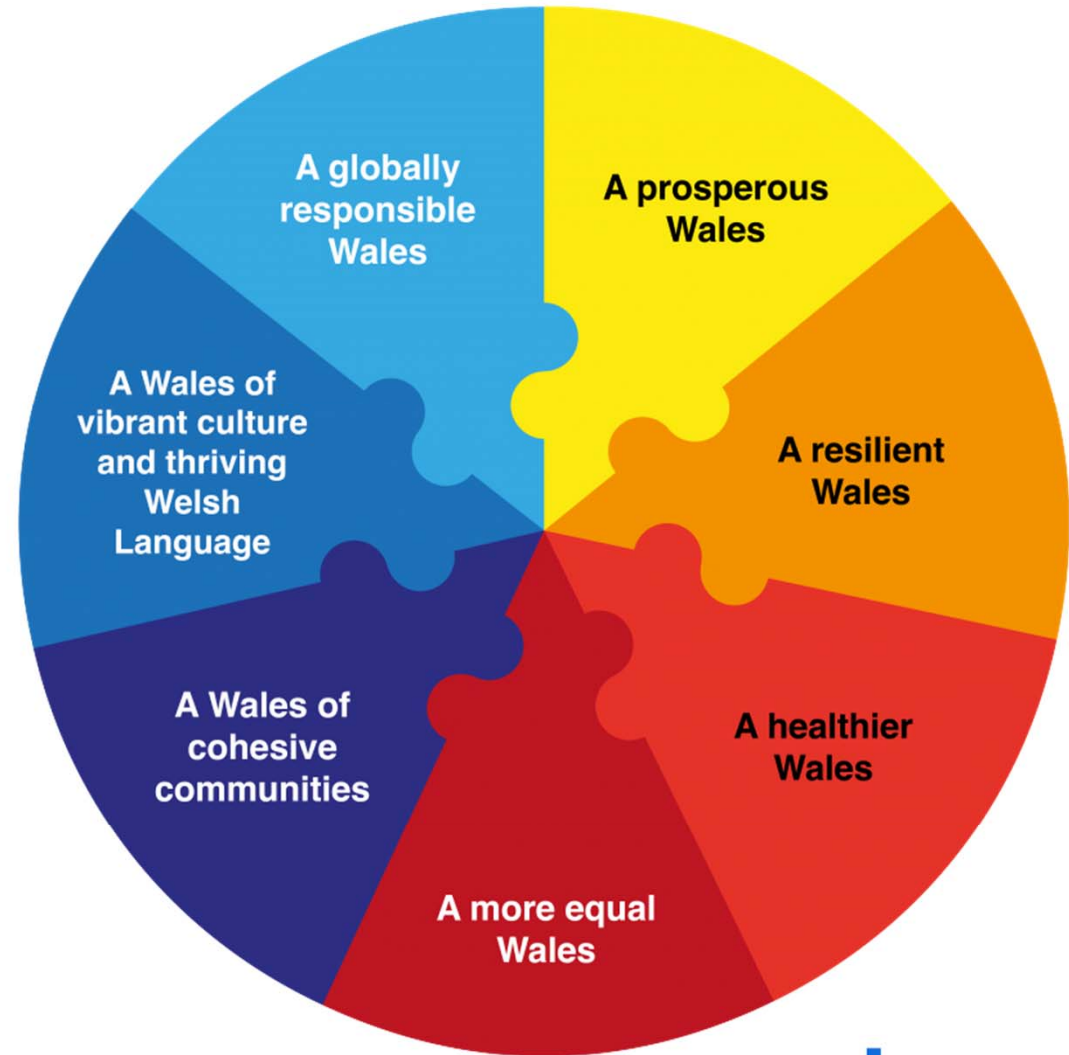 A prosperous
Wales
A resilient
Wales
A healthier
Wales
A more equal
Wales
A Wales of
cohesive
communities
A Wales of
vibrant culture
and thriving
Welsh
Language
A globally
responsible
Wales